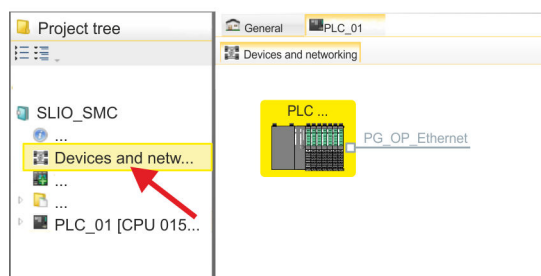 Project tree
SLIO_SMC
...
Devices and netw...
...
...
PLC_01 [CPU 015...
General
PLC_01
Devices and networking
PLC ...
PG_OP_Ethernet